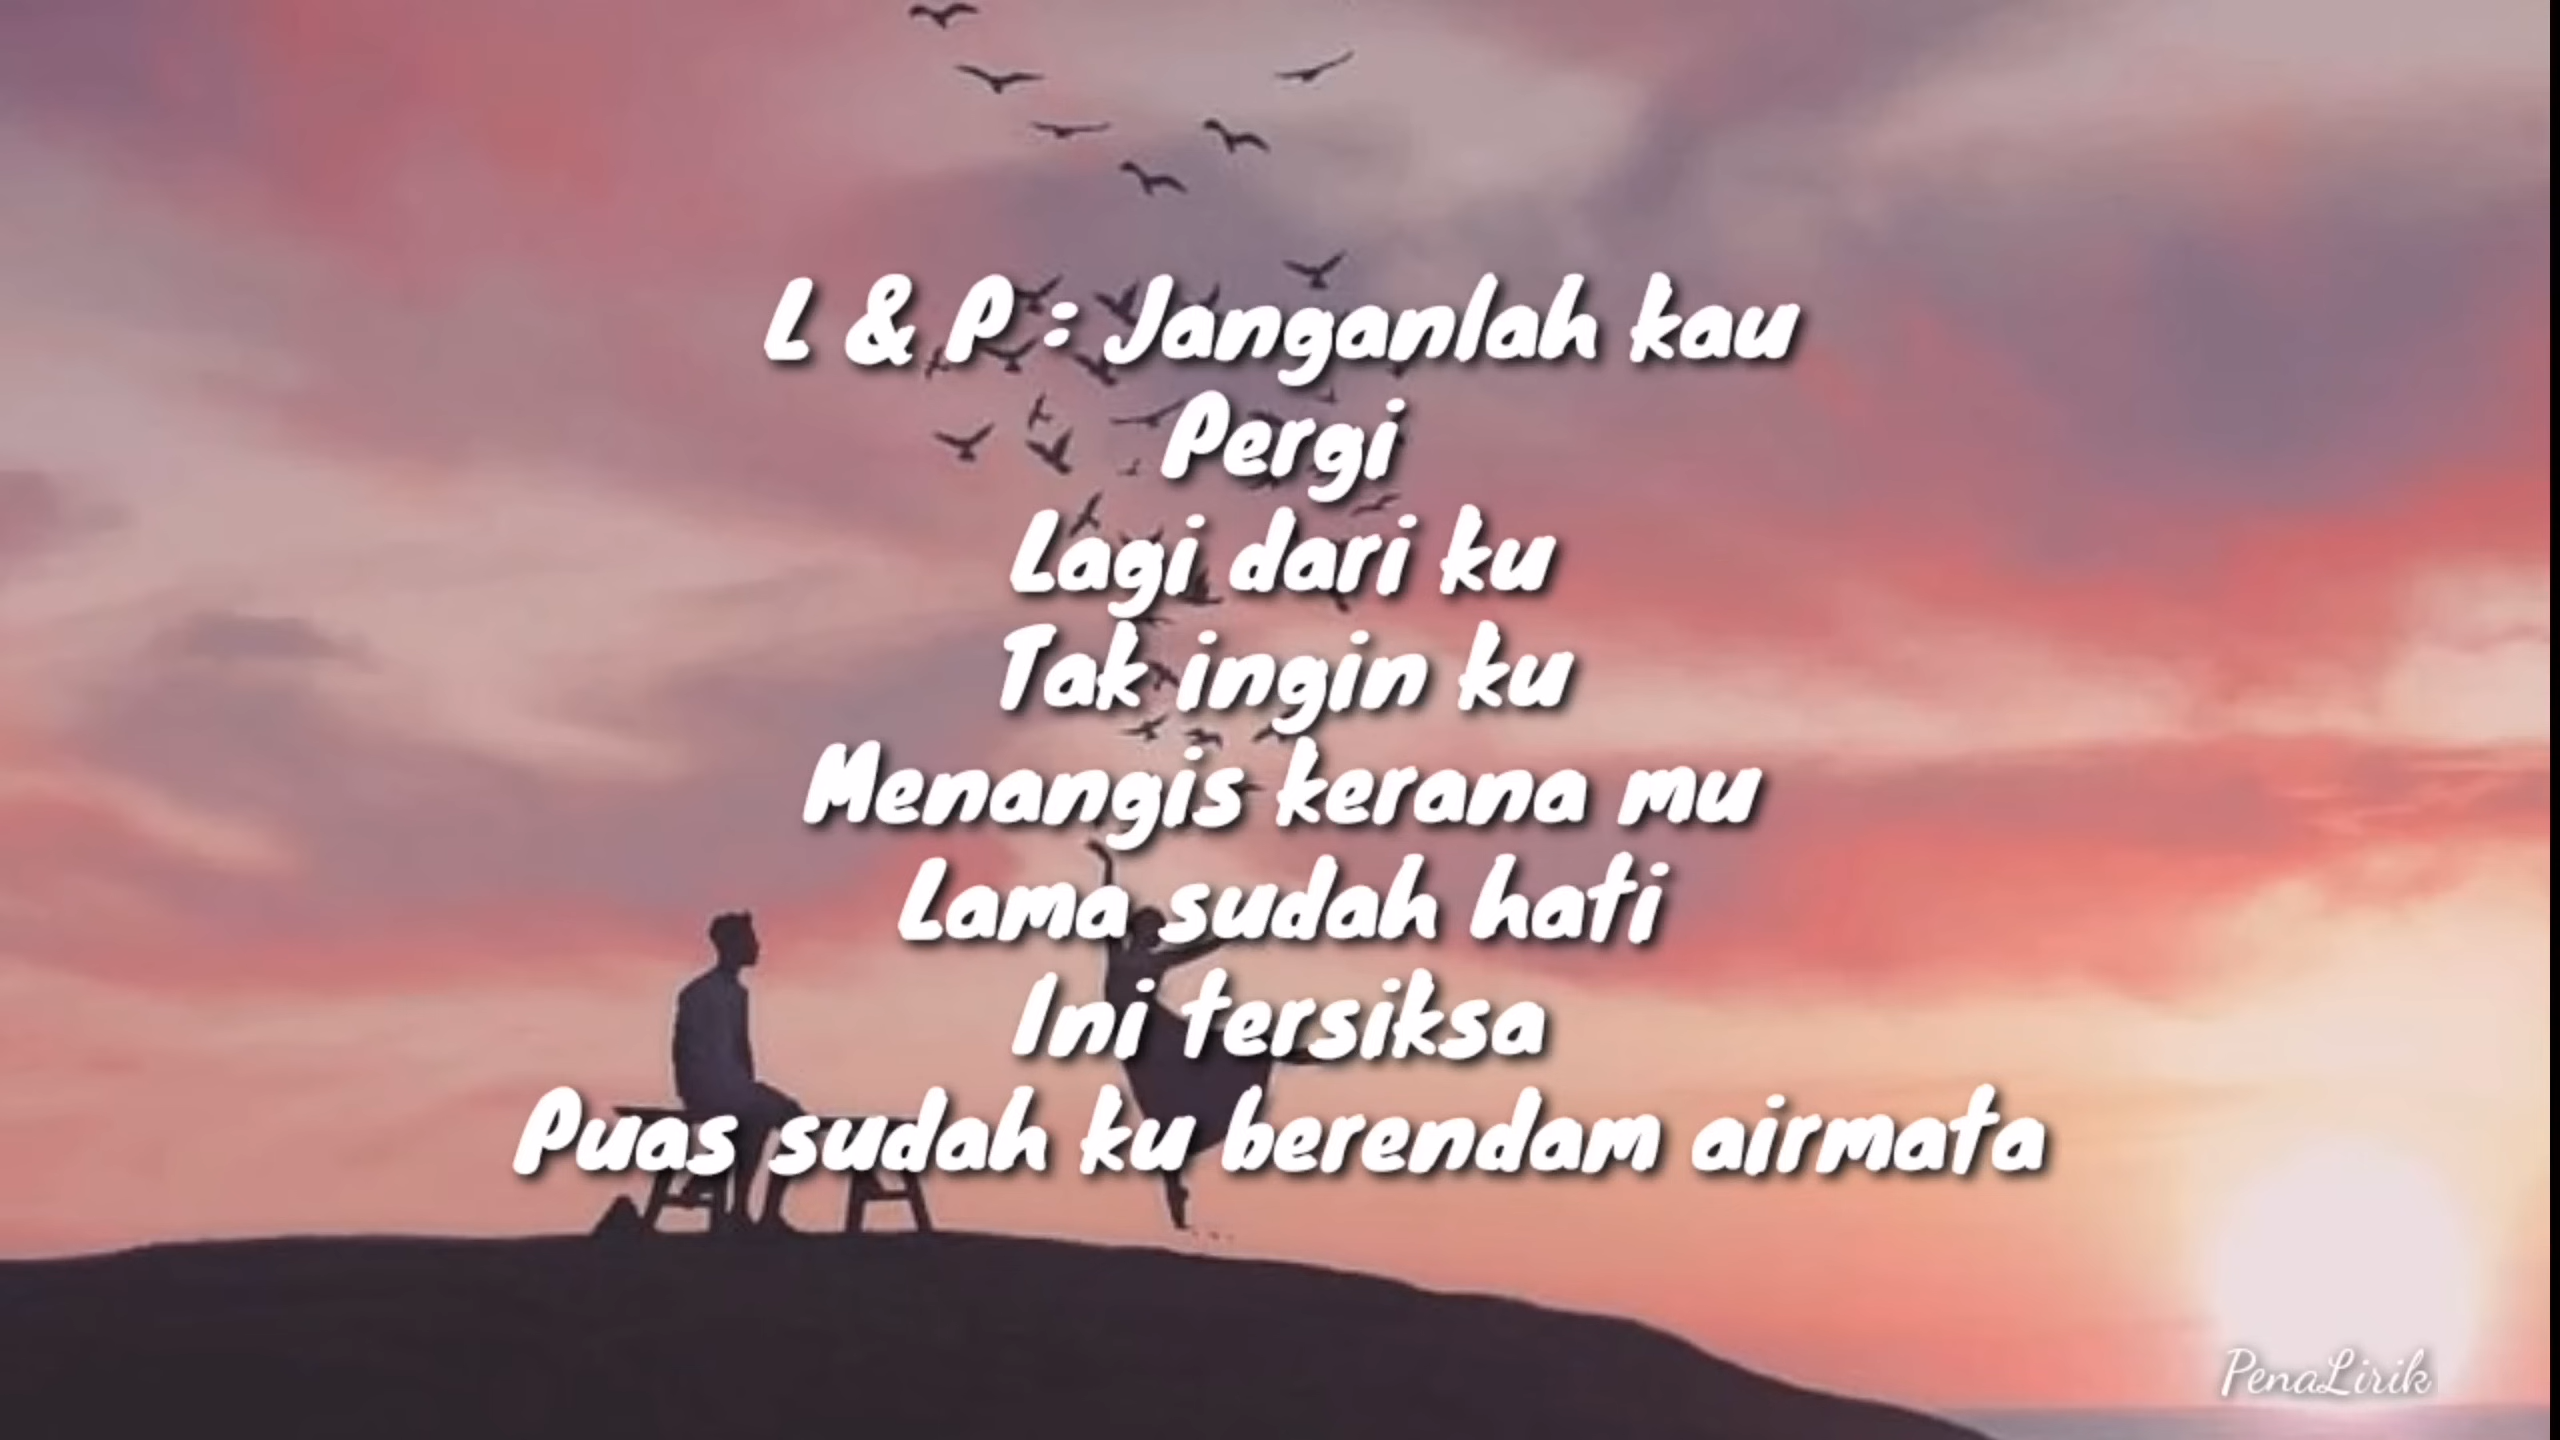 L & P : Janganlah kau
Pergi
Lagi dari ku
Tak ingin ku
Menangis kerana mu
Lama sudah hati
Ini tersiksa
Puas sudah ku berendam airmata
PenaLirik